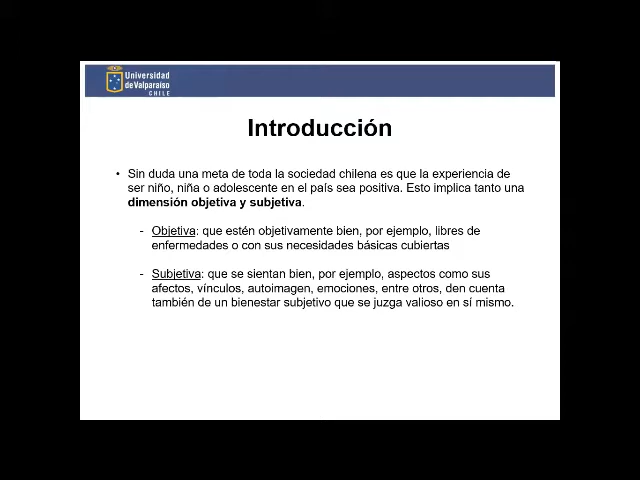 Universidad
de Valparaíso
CHILE
Introducción
• Sin duda una meta de toda la sociedad chilena es que la experiencia de
ser niño, niña o adolescente en el país sea positiva. Esto implica tanto una
dimensión objetiva y subjetiva.
- Objetiva: que estén objetivamente bien, por ejemplo, libres de
enfermedades o con sus necesidades básicas cubiertas
- Subjetiva: que se sientan bien, por ejemplo, aspectos como sus
afectos, vínculos, autoimagen, emociones, entre otros, den cuenta
también de un bienestar subjetivo que se juzga valioso en sí mismo.